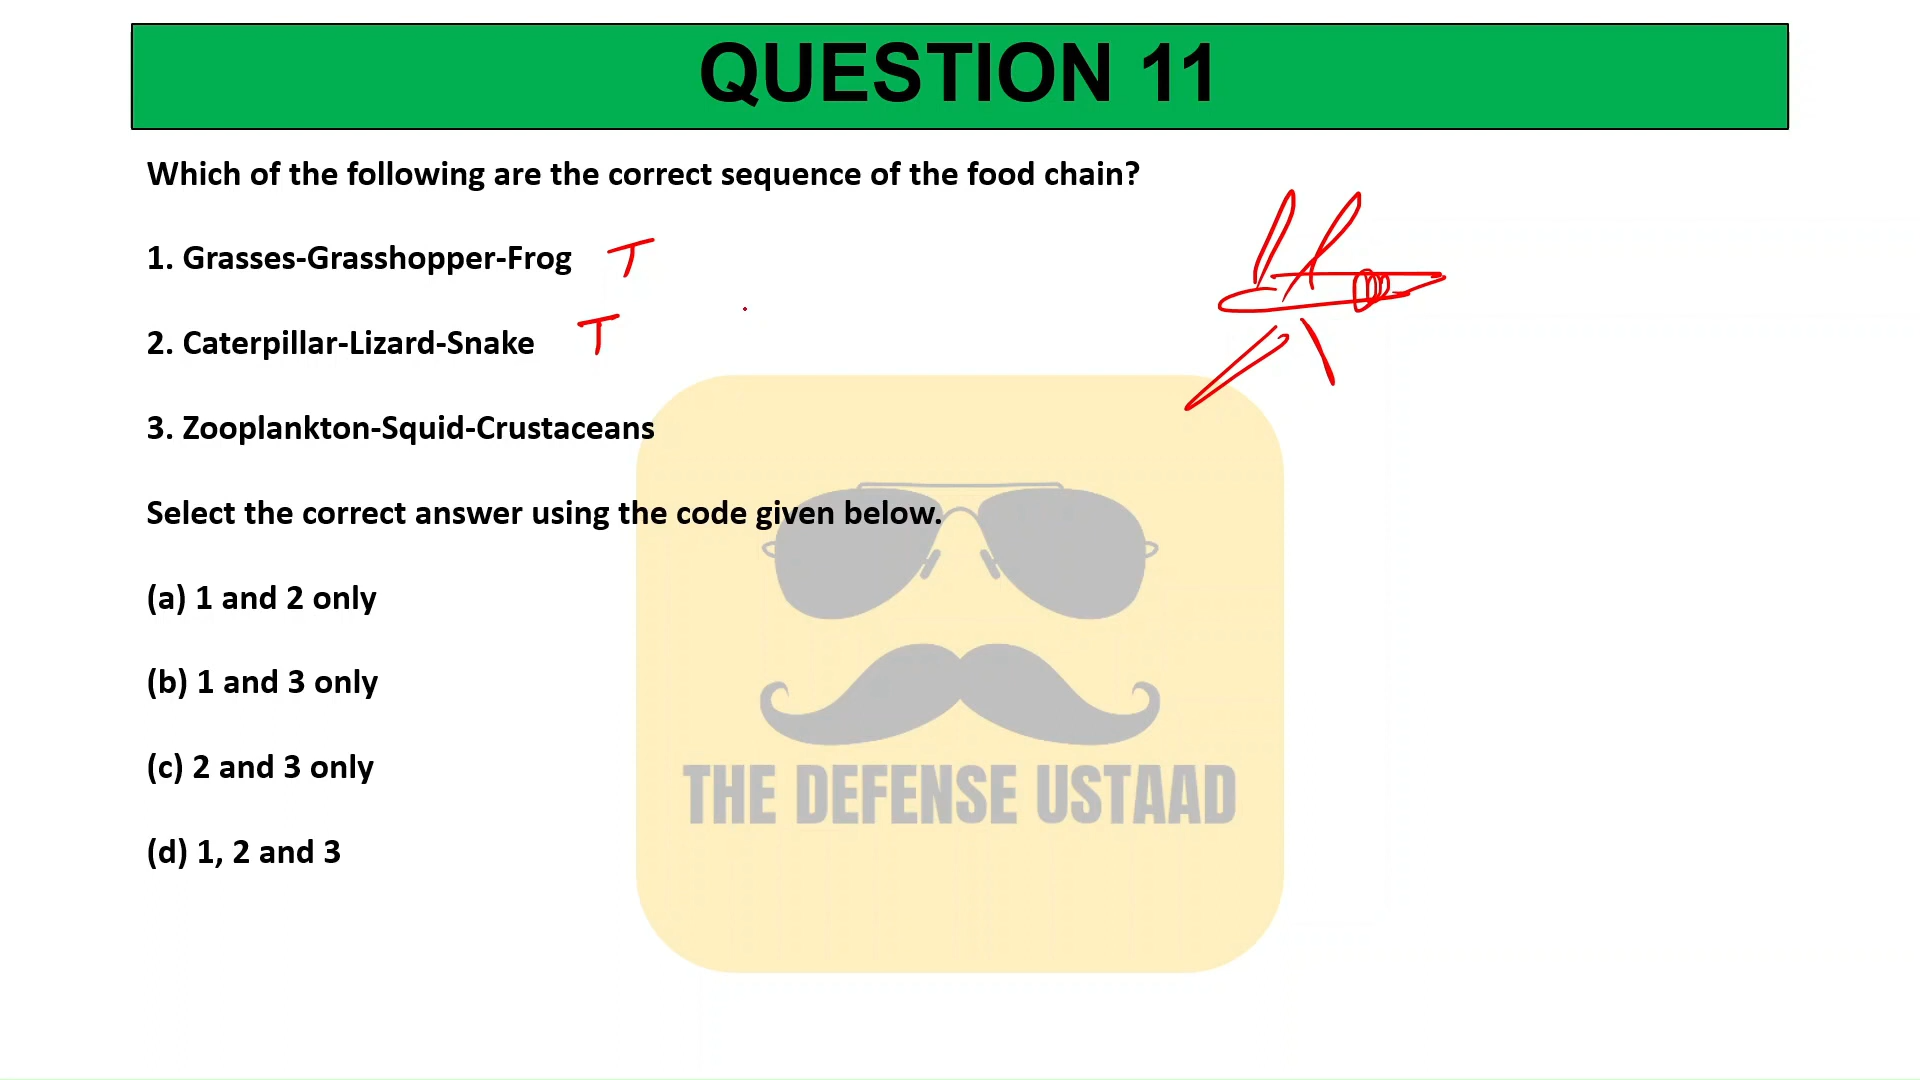 QUESTION 11
Which of the following are the correct sequence of the food chain?
1. Grasses-Grasshopper-Frog T
2. Caterpillar-Lizard-Snake T
3. Zooplankton-Squid-Crustaceans
Select the correct answer using the code given below.
(a) 1 and 2 only
(b) 1 and 3 only
(c) 2 and 3 only
(d) 1, 2 and 3
THE DEFENSE USTAAD